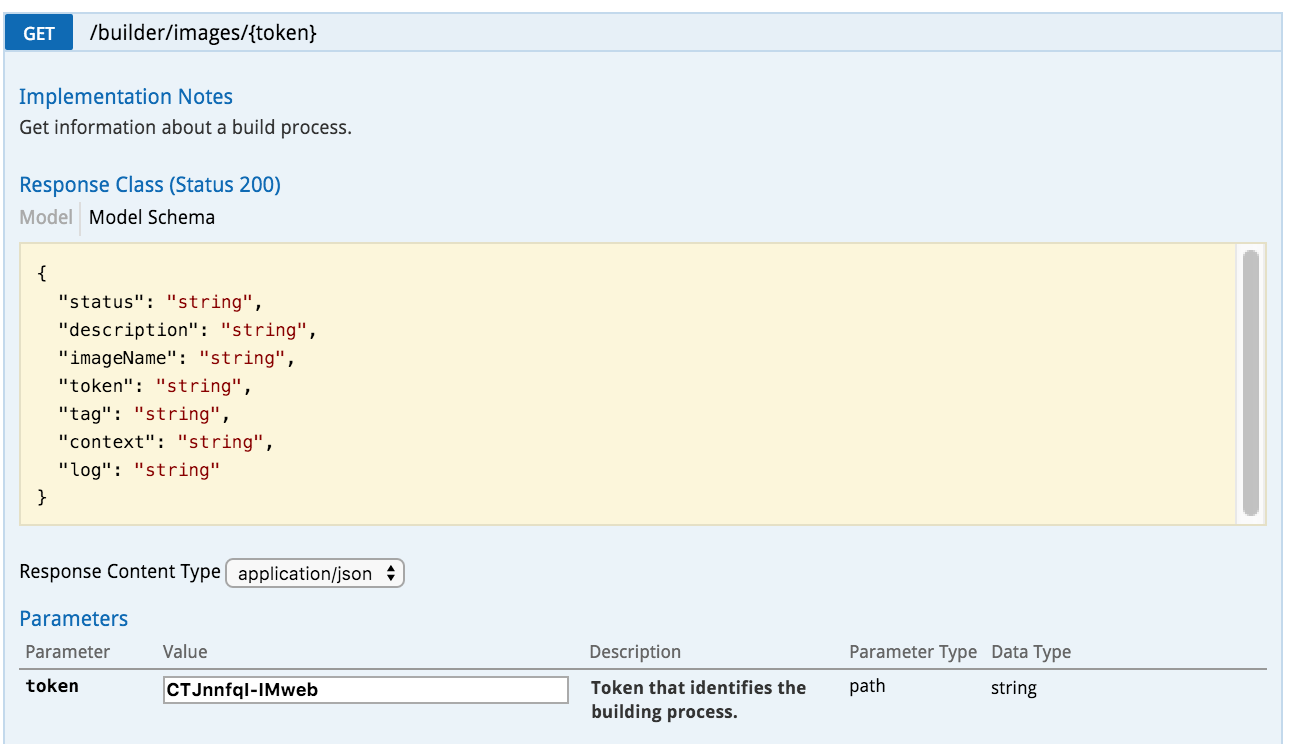 GET /builder/images/{token}
Implementation Notes
Get information about a build process.
Response Class (Status 200)
Model Model Schema
{
"status": "string",
"description": "string",
"imageName": "string",
"token": "string",
"tag": "string",
"context": "string",
"log": "string"
}
Response Content Type application/json
Parameters
Parameter Value Description Parameter Type Data Type
token CTJnnfqI-IMweb Token that identifies the path string
building process.